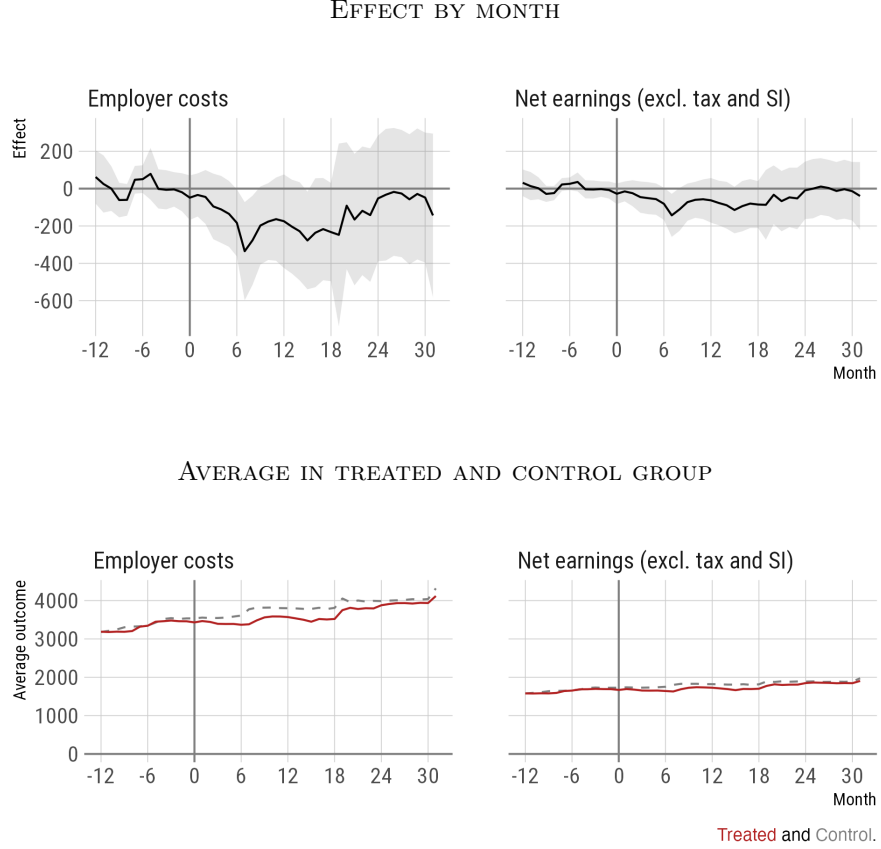 Effect by month
Employer costs
Net earnings (excl. tax and SI)
Effect
200
0
-200
-400
-600
-12 -6 0 6 12 18 24 30
-12 -6 0 6 12 18 24 30
Month
Average in treated and control group
Employer costs
Net earnings (excl. tax and SI)
Average outcome
4000
3000
2000
1000
0
-12 -6 0 6 12 18 24 30
-12 -6 0 6 12 18 24 30
Month
Treated and Control.